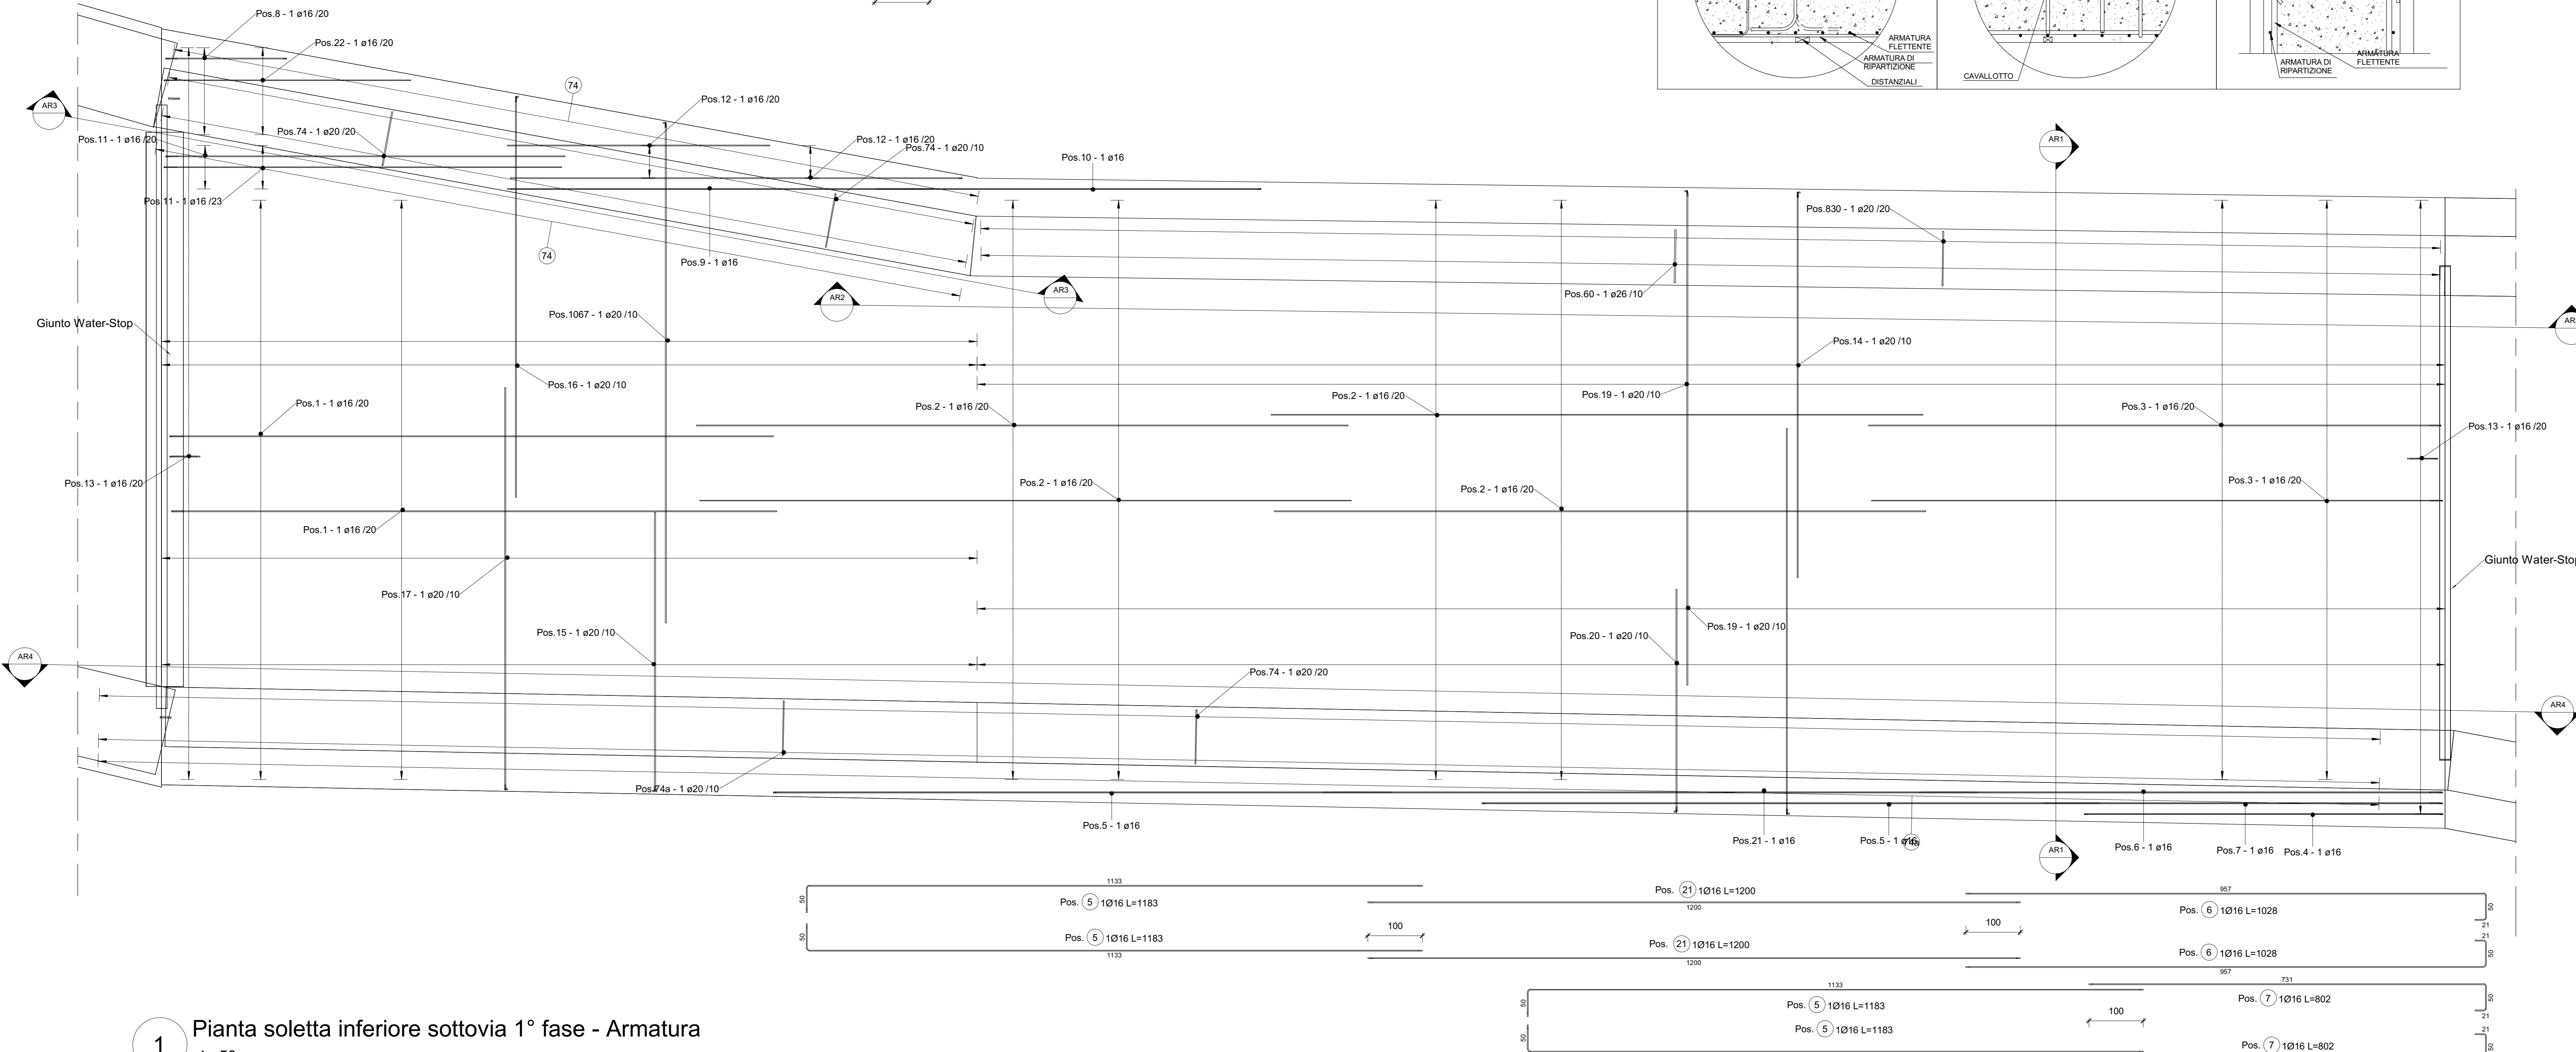 Pos.8 - 1 ø16 /20
Pos.22 - 1 ø16 /20
74
AR3
Pos.12 - 1 ø16 /20
Pos.74 - 1 ø20 /20
Pos.11 - 1 ø16 /20
Pos.12 - 1 ø16 /20
Pos.74 - 1 ø20 /10
Pos.10 - 1 ø16
Pos.11 - 1 ø16 /23
ARMATURA
FLETTENTE
ARMATURA DI
RIPARTIZIONE
DISTANZIALI
CAVALLOTTO
ARMATURA
FLETTENTE
ARMATURA DI
RIPARTIZIONE
AR1
Pos.830 - 1 ø20 /20
74
Pos.9 - 1 ø16
AR2
AR3
Pos.60 - 1 ø26 /10
Giunto Water-Stop
Pos.1067 - 1 ø20 /10
Pos.14 - 1 ø20 /10
Pos.16 - 1 ø20 /10
Pos.19 - 1 ø20 /10
Pos.1 - 1 ø16 /20
Pos.2 - 1 ø16 /20
Pos.2 - 1 ø16 /20
Pos.3 - 1 ø16 /20
Pos.13 - 1 ø16 /20
Pos.13 - 1 ø16 /20
Pos.2 - 1 ø16 /20
Pos.2 - 1 ø16 /20
Pos.3 - 1 ø16 /20
Pos.1 - 1 ø16 /20
Giunto Water-Stop
Pos.17 - 1 ø20 /10
Pos.15 - 1 ø20 /10
Pos.20 - 1 ø20 /10
Pos.19 - 1 ø20 /10
AR4
Pos.74 - 1 ø20 /20
AR4
Pos.74a - 1 ø20 /10
Pos.5 - 1 ø16
Pos.21 - 1 ø16
Pos.5 - 1 ø16
74a
AR1
Pos.6 - 1 ø16
Pos.7 - 1 ø16
Pos.4 - 1 ø16
1133
50
Pos. 5 1Ø16 L=1183
Pos. 21 1Ø16 L=1200
1200
957
50
Pos. 6 1Ø16 L=1028
21
100
100
50
Pos. 5 1Ø16 L=1183
1133
Pos. 21 1Ø16 L=1200
1200
21
50
Pos. 6 1Ø16 L=1028
957
1133
50
Pos. 5 1Ø16 L=1183
731
50
Pos. 7 1Ø16 L=802
21
100
50
Pos. 5 1Ø16 L=1183
21
50
Pos. 7 1Ø16 L=802
1
Pianta soletta inferiore sottovia 1° fase - Armatura